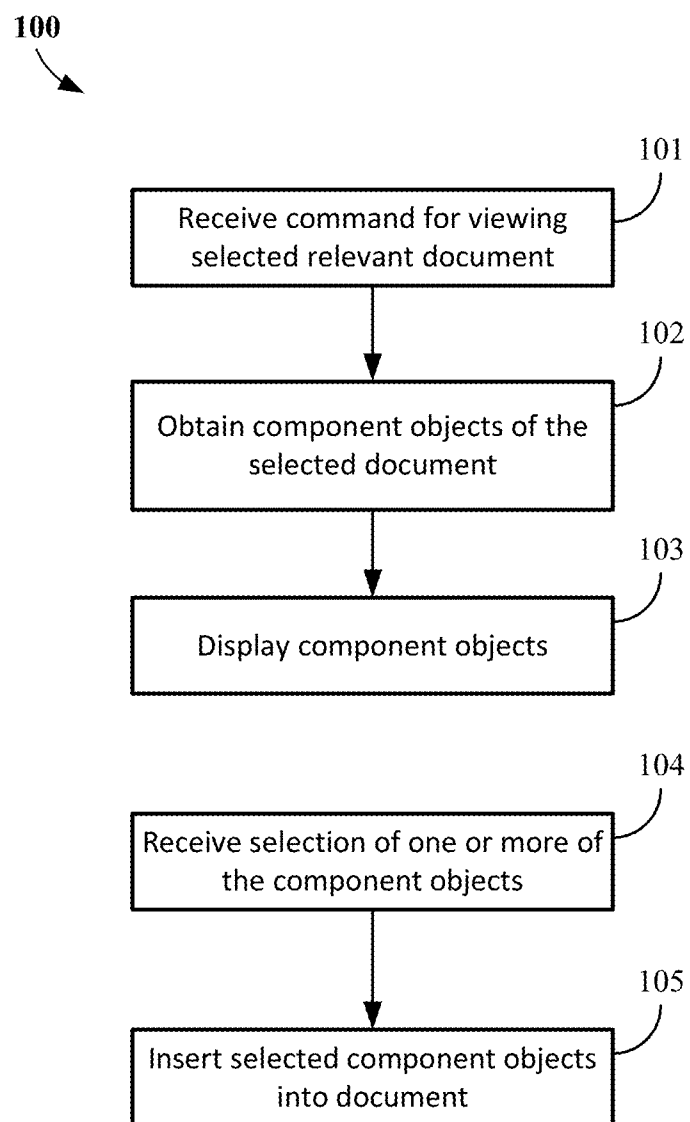 100
101
Receive command for viewing
selected relevant document
102
Obtain component objects of the
selected document
103
Display component objects
104
Receive selection of one or more of
the component objects
105
Insert selected component objects
into document